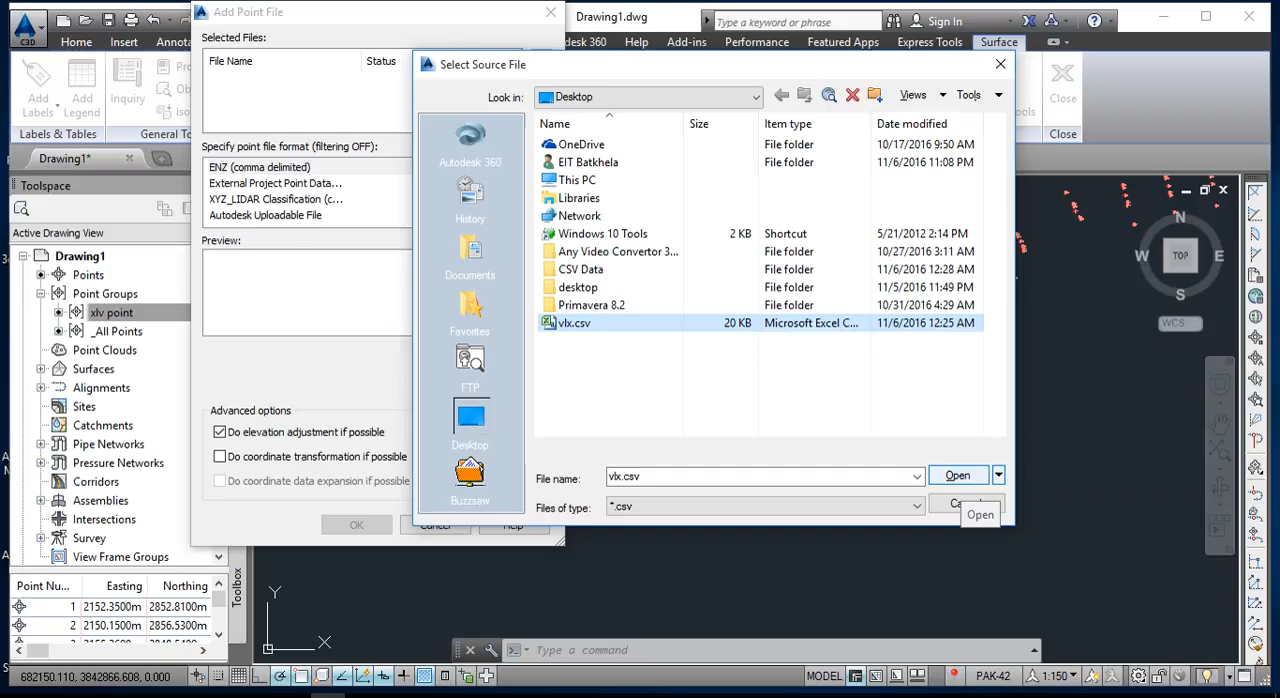 Add Point File
Drawing1.dwg
Type a keyword or phrase
Sign In
C3D
Home
Insert
Annota
desk 360
Help
Add-ins
Performance
Featured Apps
Express Tools
Surface
Add
Labels
Add
Legend
Inquiry
Close
Labels & Tables
General To
Close
Drawing1*
Toolspace
Active Drawing View
Drawing1
Points
Point Groups
xlv point
_All Points
Point Clouds
Surfaces
Alignments
Sites
Catchments
Pipe Networks
Pressure Networks
Corridors
Assemblies
Intersections
Survey
View Frame Groups
Point Nu... Easting Northing
1 2152.3500m 2852.8100m
2 2150.1500m 2856.5300m
Toolbox
Selected Files:
File Name Status
Specify point file format (filtering OFF):
ENZ (comma delimited)
External Project Point Data...
XYZ_LIDAR Classification (c...
Autodesk Uploadable File
Preview:
Advanced options
Do elevation adjustment if possible
Do coordinate transformation if possible
Do coordinate data expansion if possible
OK
Cancel
Help
Select Source File
Look in: Desktop
Views
Tools
Autodesk 360
History
Documents
Favorites
FTP
Desktop
Buzzsaw
Name Size Item type Date modified
OneDrive File folder 10/17/2016 9:50 AM
EIT Batkhela File folder 11/6/2016 11:08 PM
This PC
Libraries
Network
Windows 10 Tools 2 KB Shortcut 5/21/2012 2:14 PM
Any Video Convertor 3... File folder 10/27/2016 3:11 AM
CSV Data File folder 11/6/2016 12:28 AM
desktop File folder 11/5/2016 11:49 PM
Primavera 8.2 File folder 10/31/2016 4:29 AM
vlx.csv 20 KB Microsoft Excel C... 11/6/2016 12:25 AM
File name: vlx.csv Open
Files of type: *.csv
Open
N
W TOP E
S
WCS
Y
X
Type a command
682150.110, 3842866.608, 0.000
MODEL
PAK-42
1:150